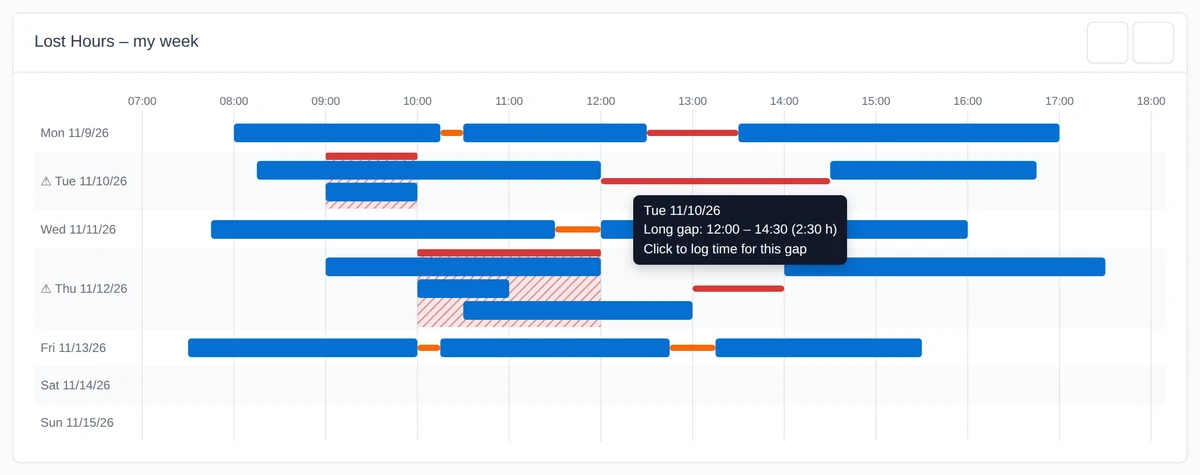 Lost Hours – my week
07:00 08:00 09:00 10:00 11:00 12:00 13:00 14:00 15:00 16:00 17:00 18:00
Mon 11/9/26
⚠ Tue 11/10/26
Tue 11/10/26
Long gap: 12:00 – 14:30 (2:30 h)
Click to log time for this gap
Wed 11/11/26
⚠ Thu 11/12/26
Fri 11/13/26
Sat 11/14/26
Sun 11/15/26